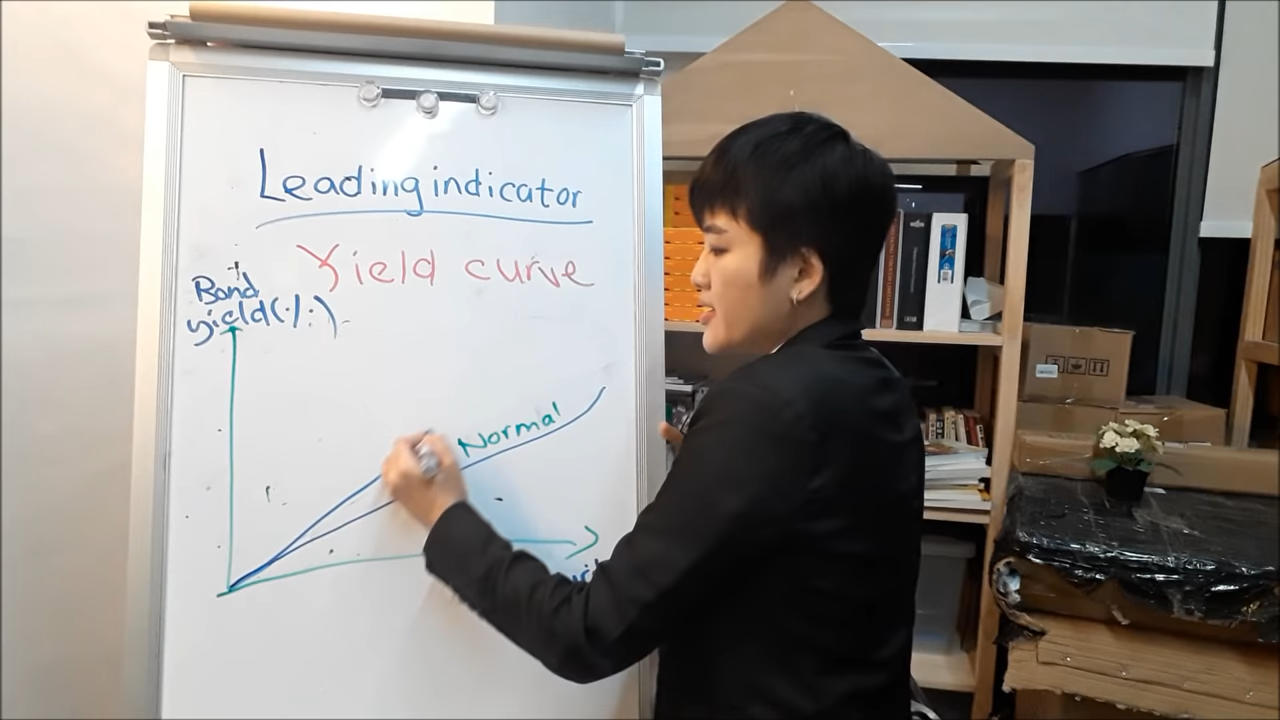 Leading indicator
Yield curve
Bond
yield(%)
Normal